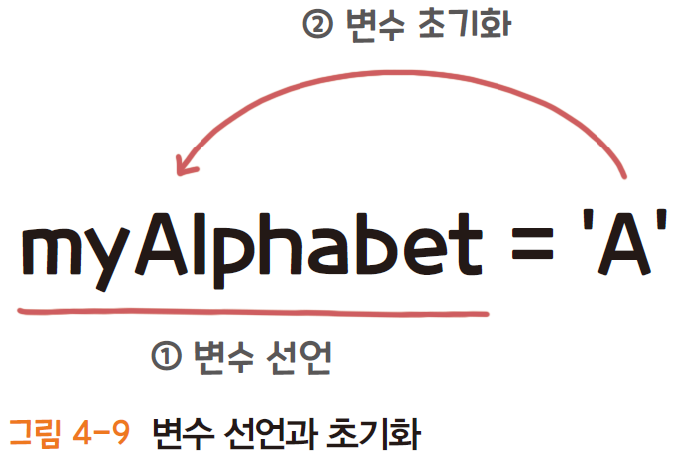 ② 변수 초기화
myAlphabet = 'A'
① 변수 선언
그림 4-9 변수 선언과 초기화